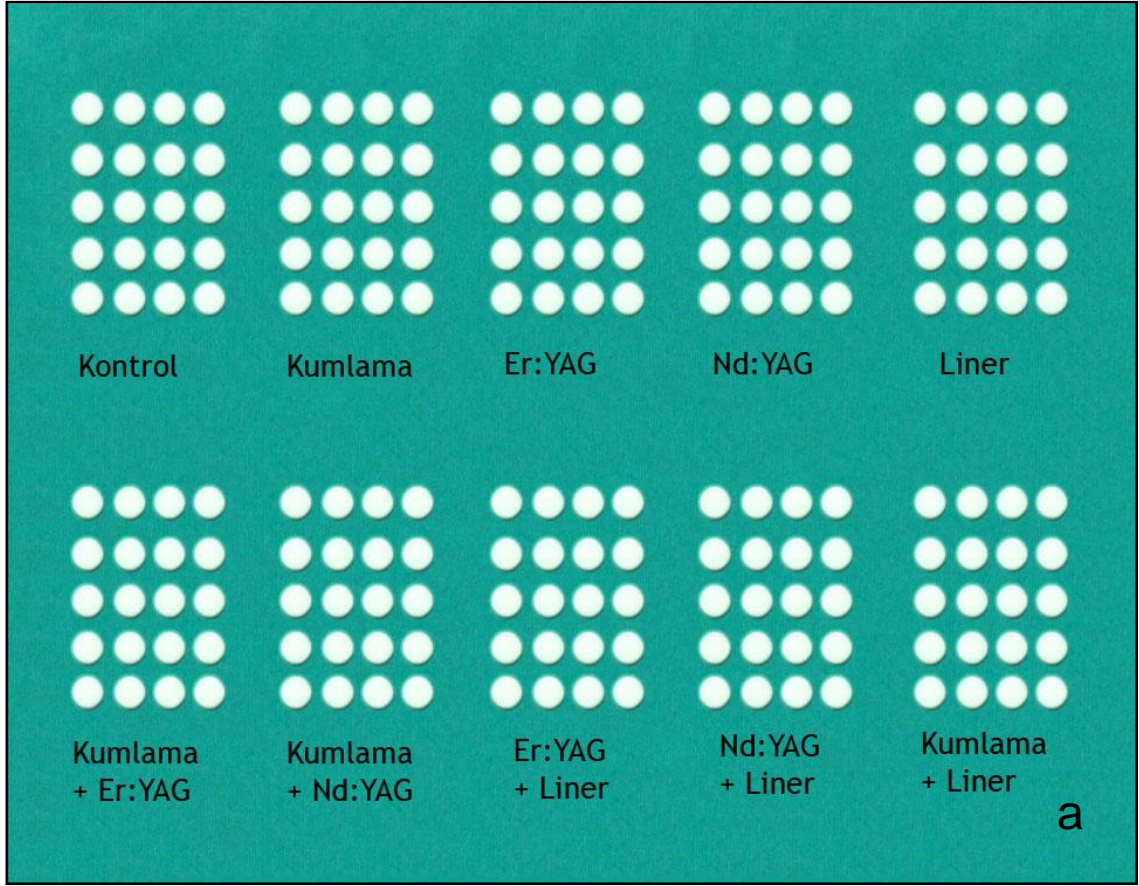 Kontrol
Kumlama
Er:YAG
Nd:YAG
Liner
Kumlama
+ Er:YAG
Kumlama
+ Nd:YAG
Er:YAG
+ Liner
Nd:YAG
+ Liner
Kumlama
+ Liner
a